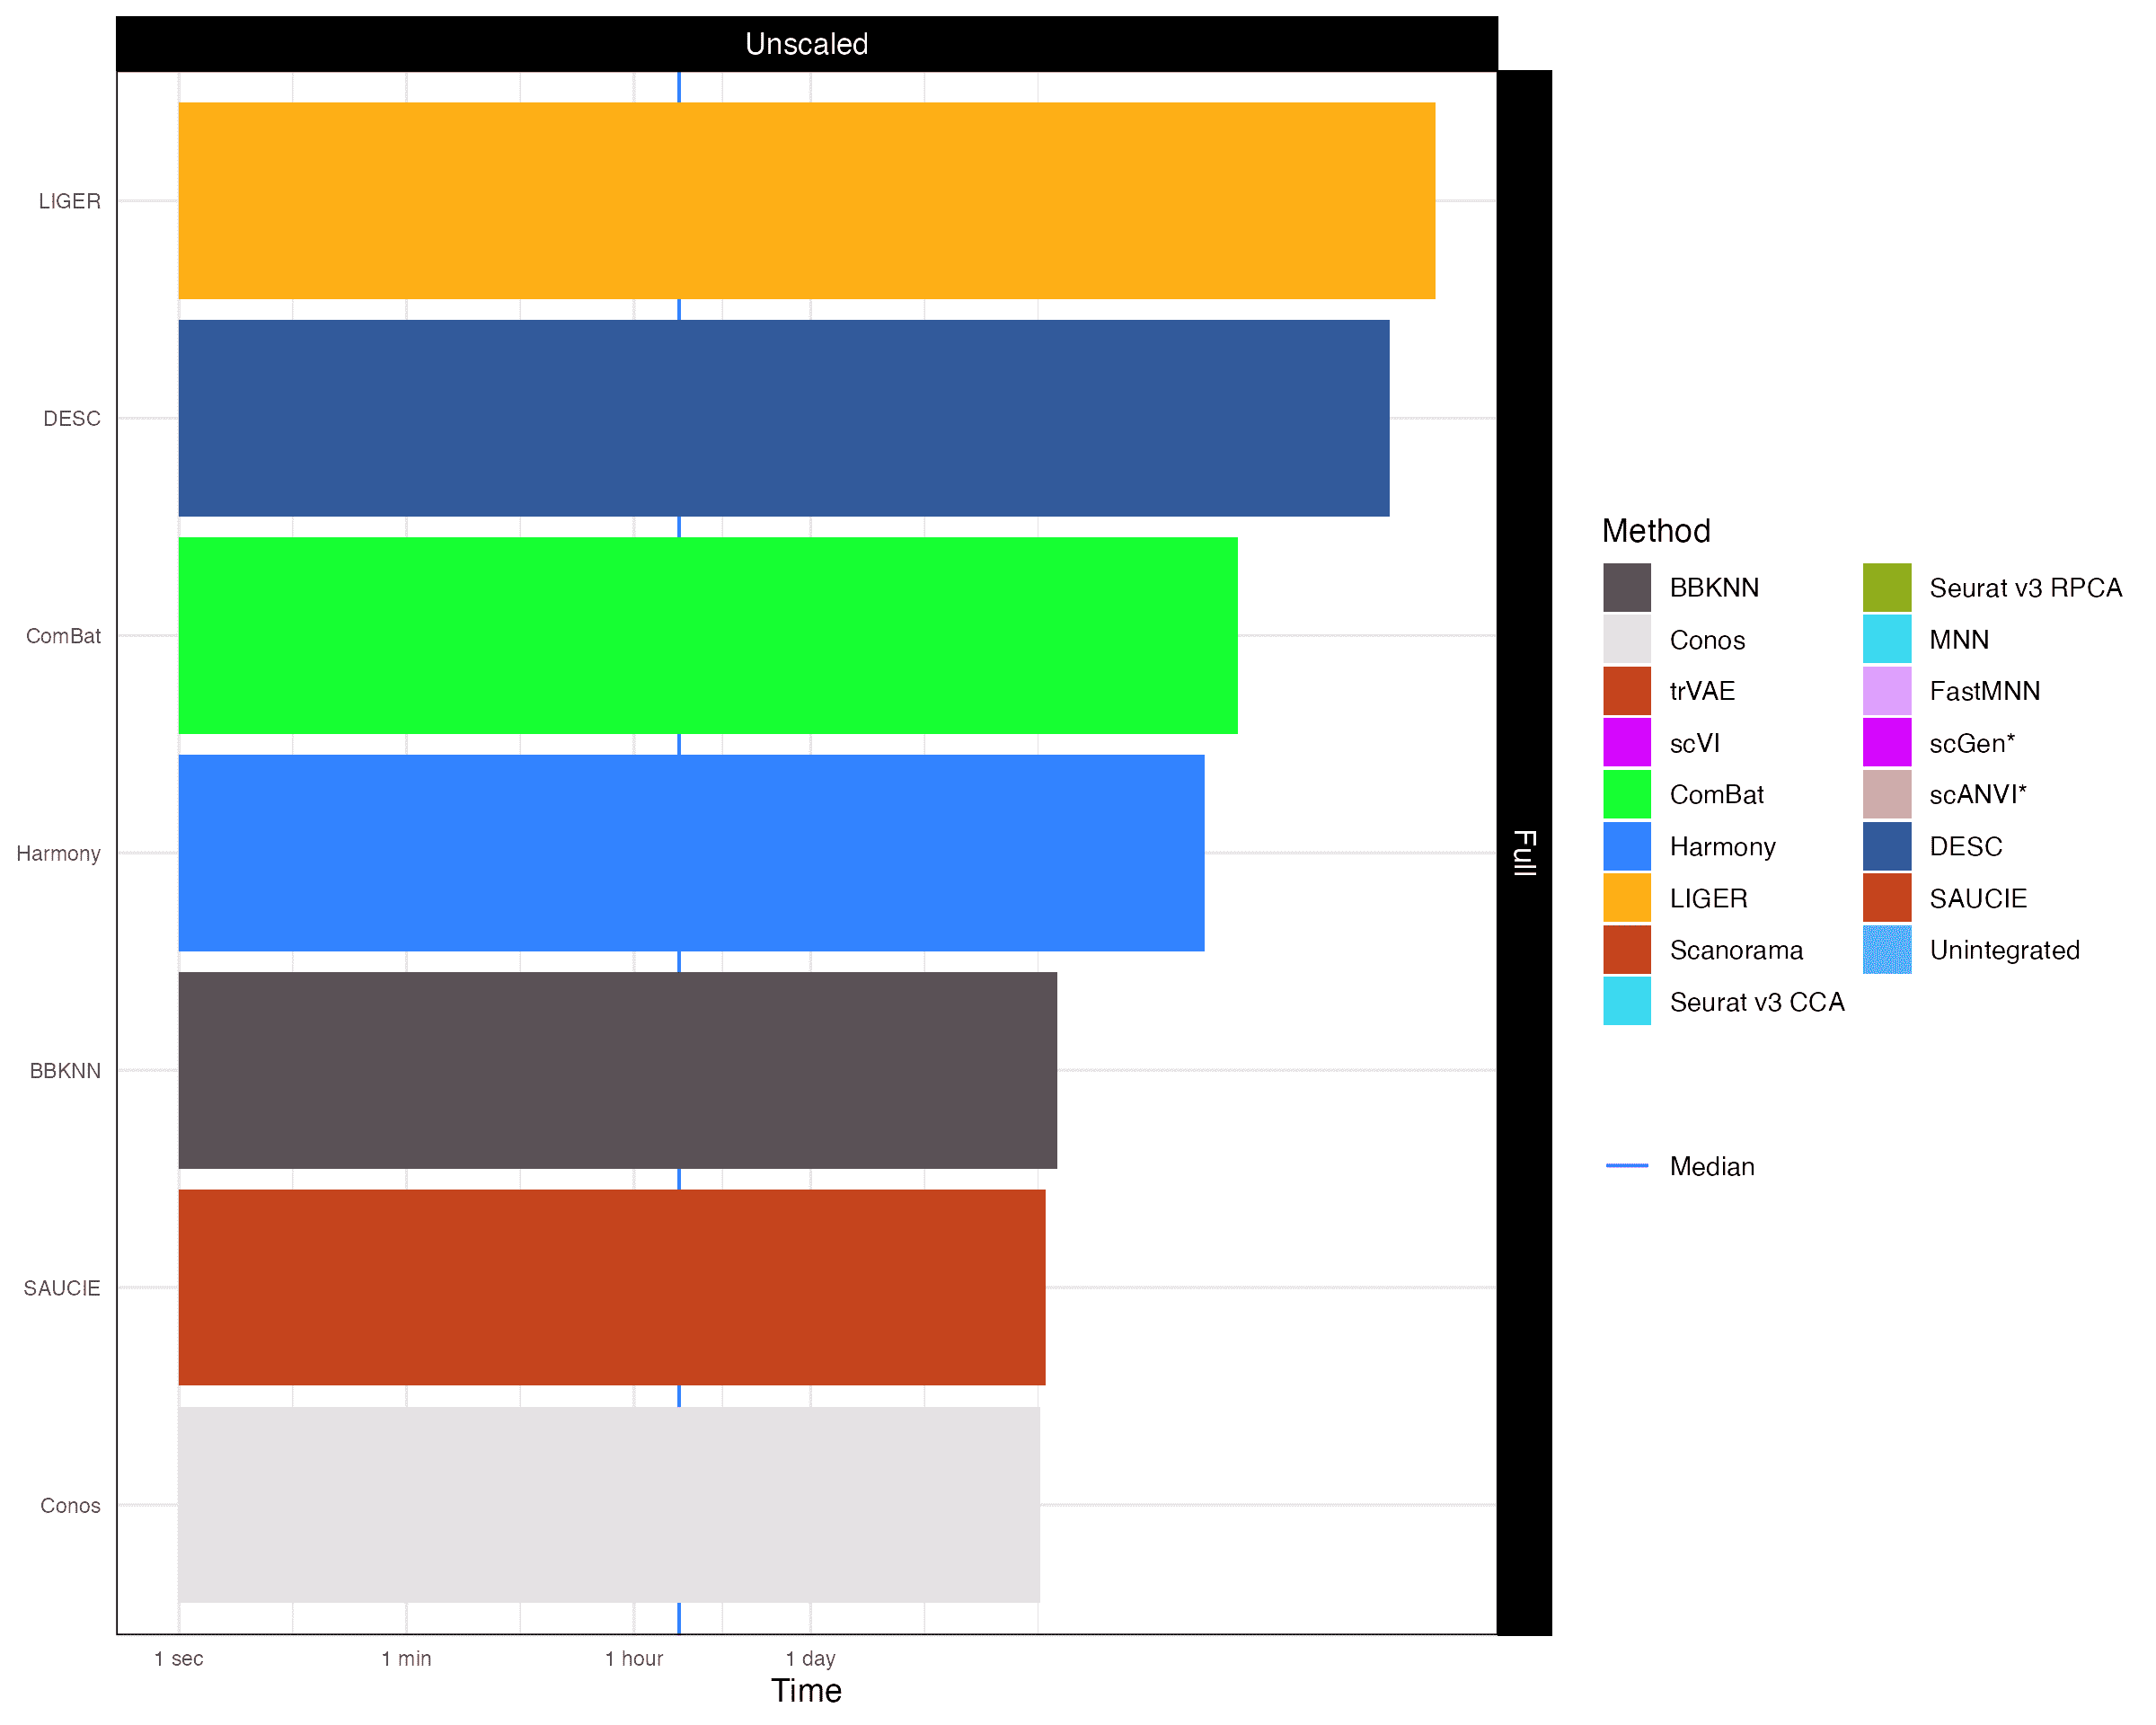 Unscaled
LIGER
DESC
ComBat
Harmony
BBKNN
SAUCIE
Conos
1 sec
1 min
1 hour
1 day
Time
Full
Method
BBKNN
Conos
trVAE
scVI
ComBat
Harmony
LIGER
Scanorama
Seurat v3 CCA
Seurat v3 RPCA
MNN
FastMNN
scGen*
scANVI*
DESC
SAUCIE
Unintegrated
Median